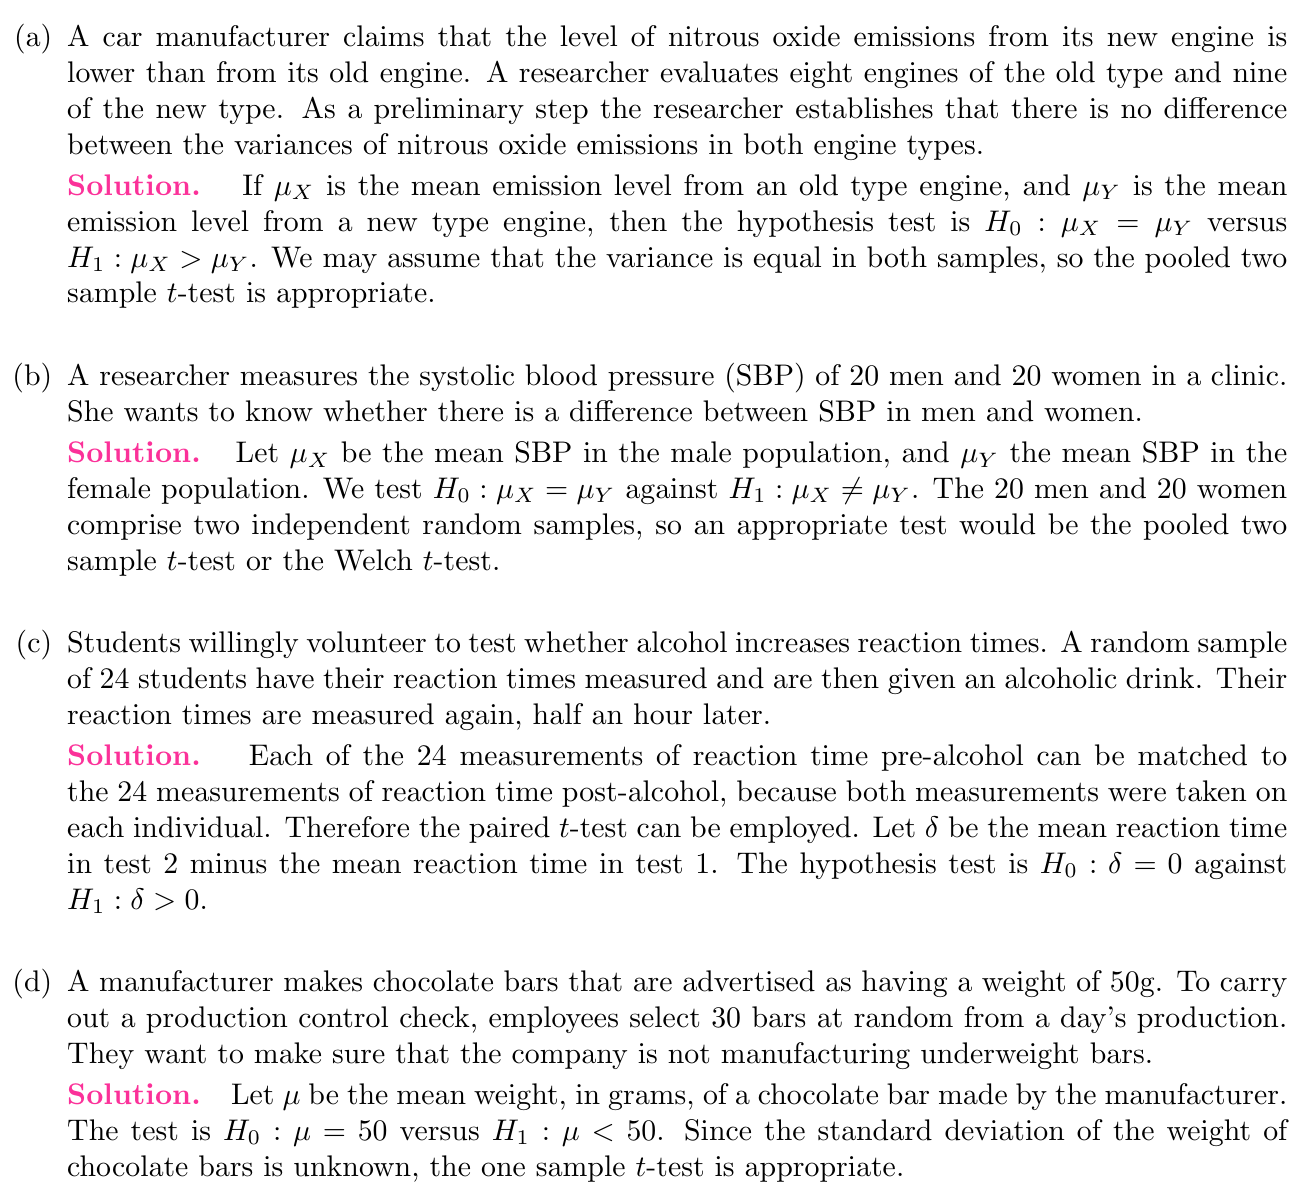 (a) A car manufacturer claims that the level of nitrous oxide emissions from its new engine is
lower than from its old engine. A researcher evaluates eight engines of the old type and nine
of the new type. As a preliminary step the researcher establishes that there is no difference
between the variances of nitrous oxide emissions in both engine types.
Solution. If μ_X is the mean emission level from an old type engine, and μ_Y is the mean
emission level from a new type engine, then the hypothesis test is H_0 : μ_X = μ_Y versus
H_1 : μ_X > μ_Y. We may assume that the variance is equal in both samples, so the pooled two
sample t-test is appropriate.
(b) A researcher measures the systolic blood pressure (SBP) of 20 men and 20 women in a clinic.
She wants to know whether there is a difference between SBP in men and women.
Solution. Let μ_X be the mean SBP in the male population, and μ_Y the mean SBP in the
female population. We test H_0 : μ_X = μ_Y against H_1 : μ_X ≠ μ_Y. The 20 men and 20 women
comprise two independent random samples, so an appropriate test would be the pooled two
sample t-test or the Welch t-test.
(c) Students willingly volunteer to test whether alcohol increases reaction times. A random sample
of 24 students have their reaction times measured and are then given an alcoholic drink. Their
reaction times are measured again, half an hour later.
Solution. Each of the 24 measurements of reaction time pre-alcohol can be matched to
the 24 measurements of reaction time post-alcohol, because both measurements were taken on
each individual. Therefore the paired t-test can be employed. Let δ be the mean reaction time
in test 2 minus the mean reaction time in test 1. The hypothesis test is H_0 : δ = 0 against
H_1 : δ > 0.
(d) A manufacturer makes chocolate bars that are advertised as having a weight of 50g. To carry
out a production control check, employees select 30 bars at random from a day's production.
They want to make sure that the company is not manufacturing underweight bars.
Solution. Let μ be the mean weight, in grams, of a chocolate bar made by the manufacturer.
The test is H_0 : μ = 50 versus H_1 : μ < 50. Since the standard deviation of the weight of
chocolate bars is unknown, the one sample t-test is appropriate.